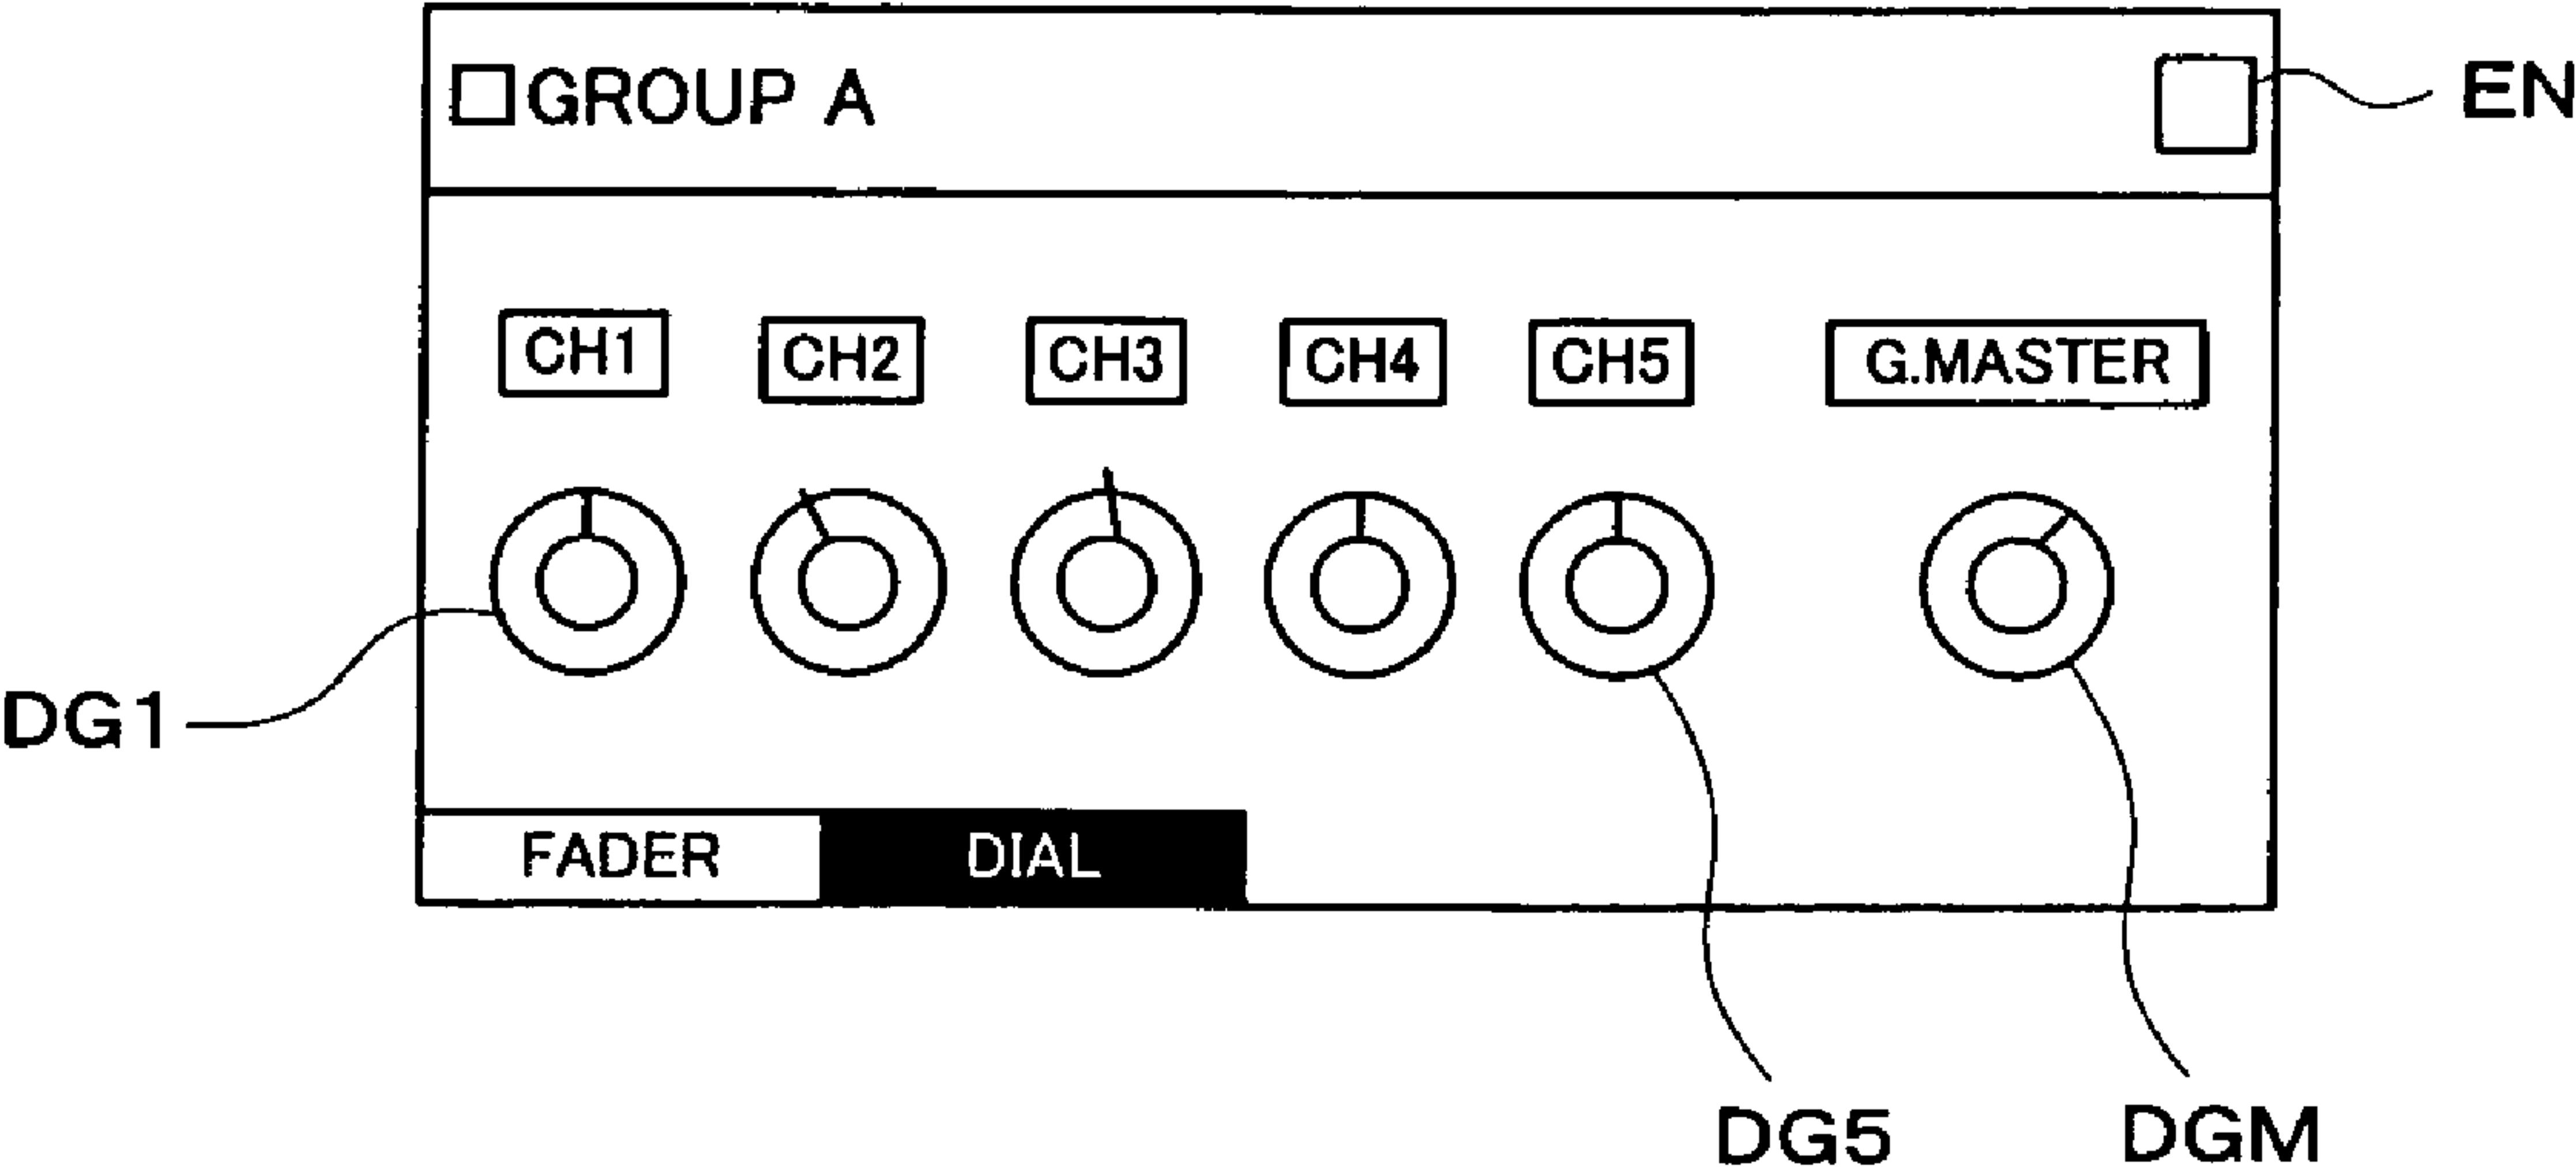 GROUP A
EN
CH1 CH2 CH3 CH4 CH5 G.MASTER
DG1
FADER DIAL
DG5 DGM